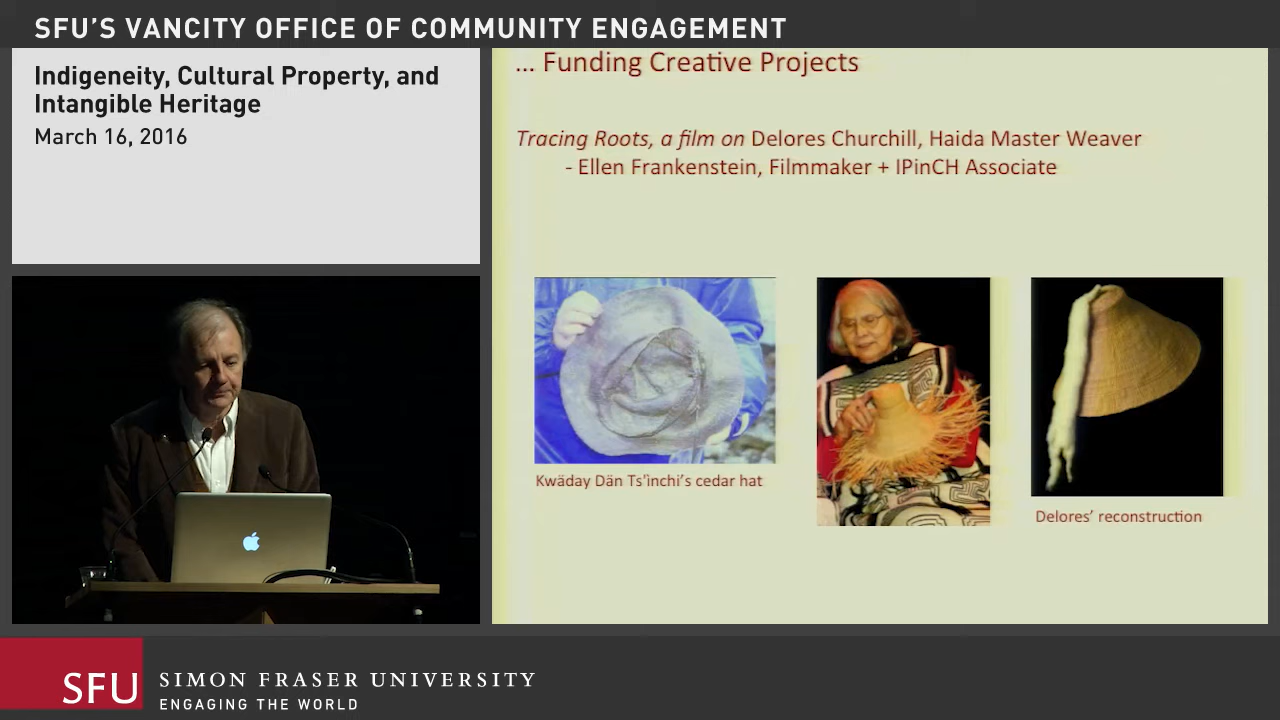 SFU'S VANCITY OFFICE OF COMMUNITY ENGAGEMENT
Indigeneity, Cultural Property, and
Intangible Heritage
March 16, 2016
... Funding Creative Projects
Tracing Roots, a film on Delores Churchill, Haida Master Weaver
- Ellen Frankenstein, Filmmaker + IPinCH Associate
Kwäday Dän Ts'ìnchi's cedar hat
Delores' reconstruction
SFU
SIMON FRASER UNIVERSITY
ENGAGING THE WORLD